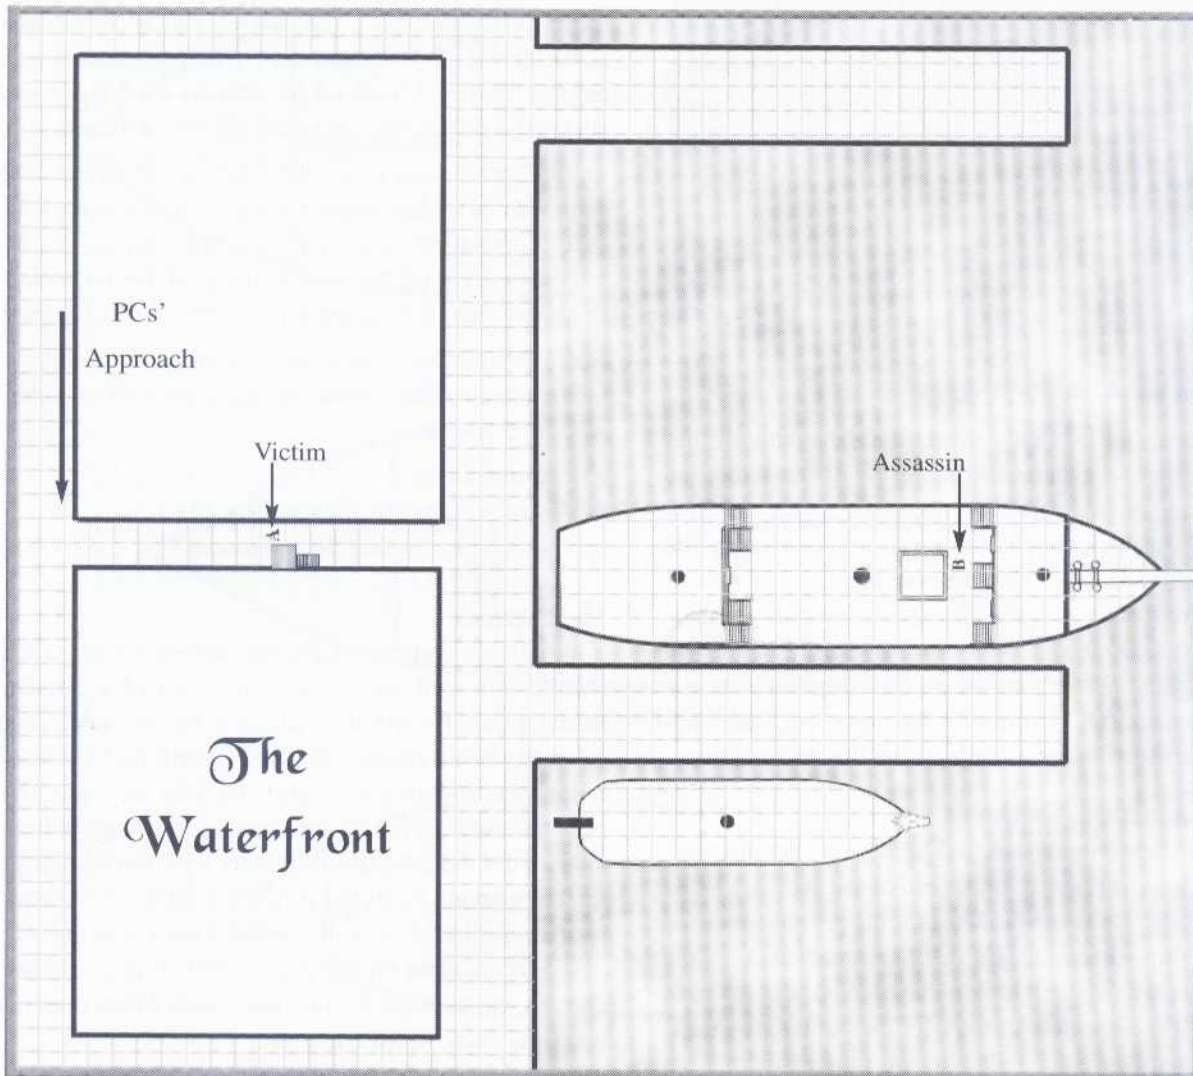 PCs'
Approach
Victim
A
Assassin
B
The
Waterfront